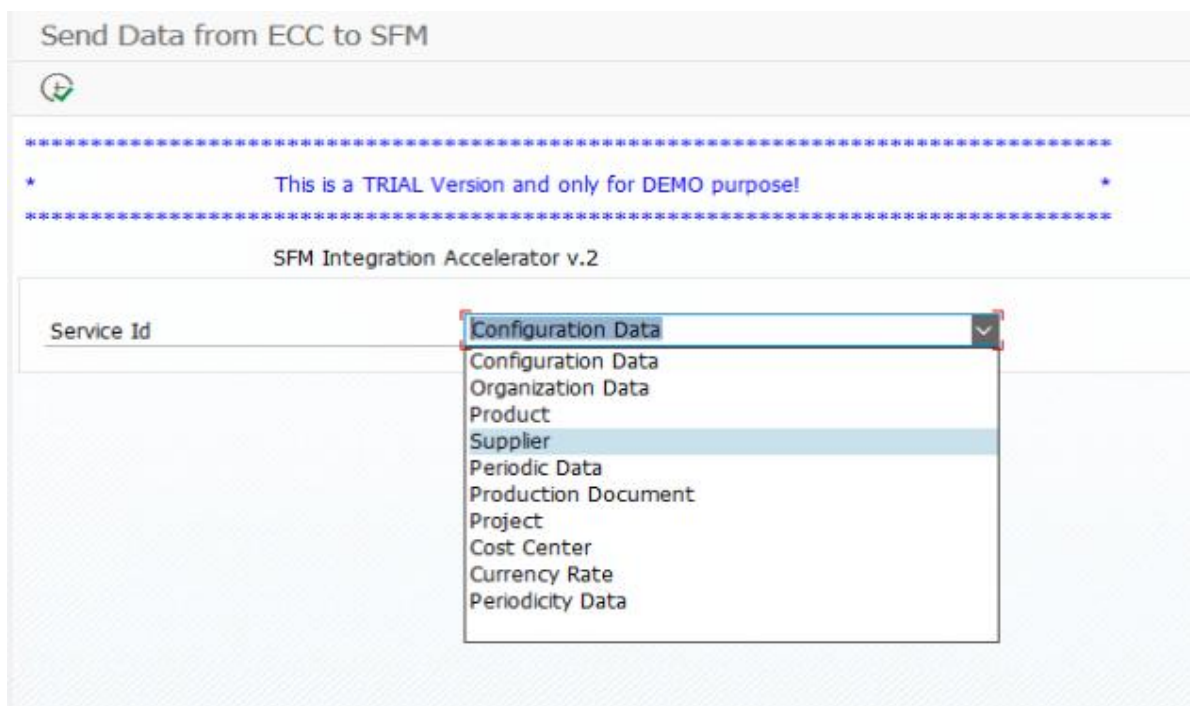 Send Data from ECC to SFM
********************************************************************************
* This is a TRIAL Version and only for DEMO purpose! *
********************************************************************************
SFM Integration Accelerator v.2
Service Id Configuration Data
Configuration Data
Organization Data
Product
Supplier
Periodic Data
Production Document
Project
Cost Center
Currency Rate
Periodicity Data